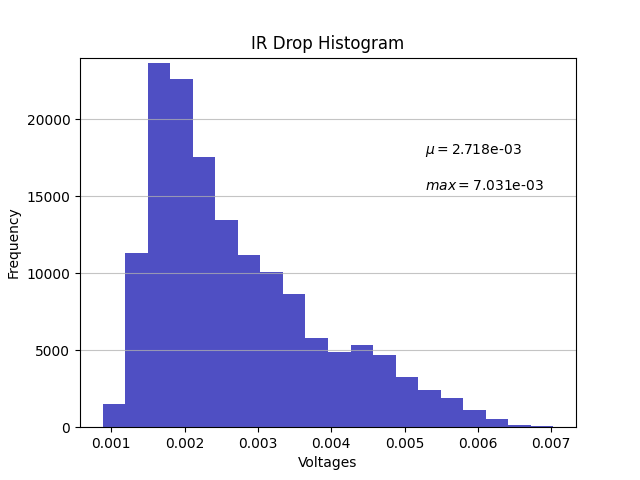 IR Drop Histogram
Frequency
20000
15000
10000
5000
0
μ = 2.718e-03
max = 7.031e-03
0.001 0.002 0.003 0.004 0.005 0.006 0.007
Voltages